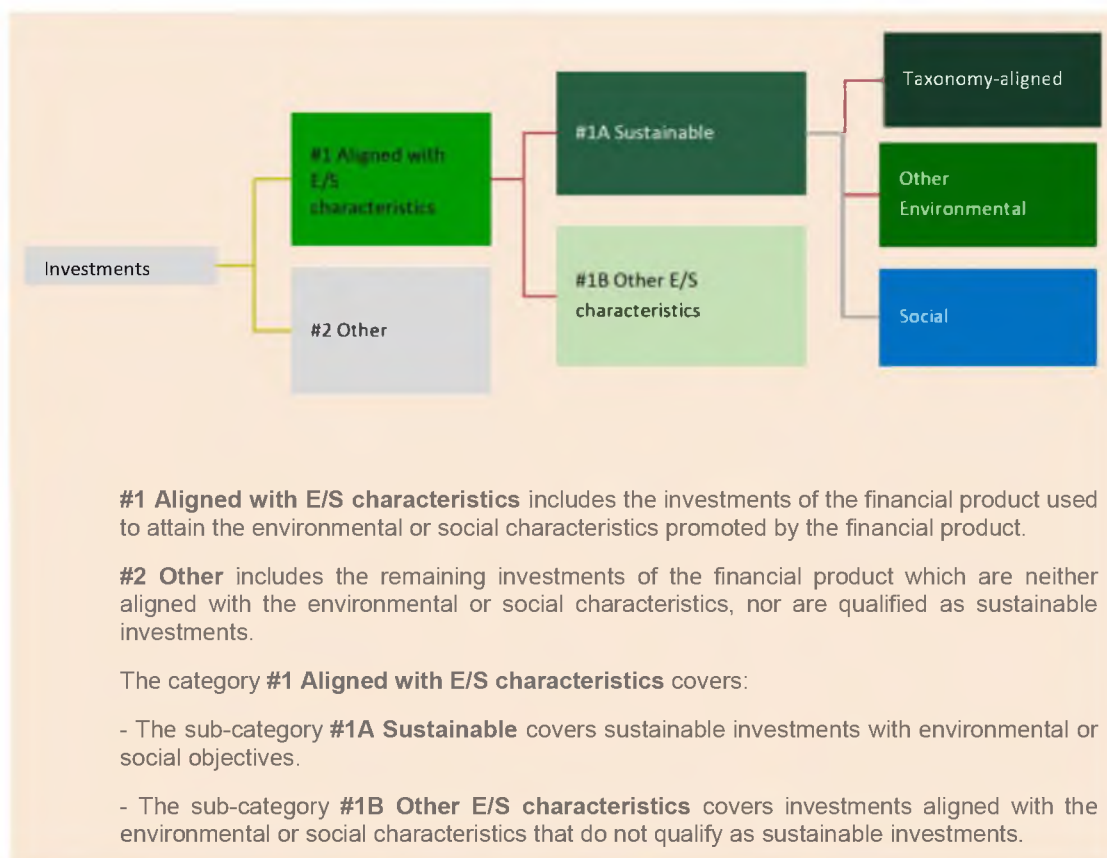 Taxonomy-aligned
#1A Sustainable
#1 Aligned with
E/S
characteristics
Other
Environmental
Investments
#1B Other E/S
characteristics
#2 Other
Social
#1 Aligned with E/S characteristics includes the investments of the financial product used
to attain the environmental or social characteristics promoted by the financial product.
#2 Other includes the remaining investments of the financial product which are neither
aligned with the environmental or social characteristics, nor are qualified as sustainable
investments.
The category #1 Aligned with E/S characteristics covers:
- The sub-category #1A Sustainable covers sustainable investments with environmental or
social objectives.
- The sub-category #1B Other E/S characteristics covers investments aligned with the
environmental or social characteristics that do not qualify as sustainable investments.